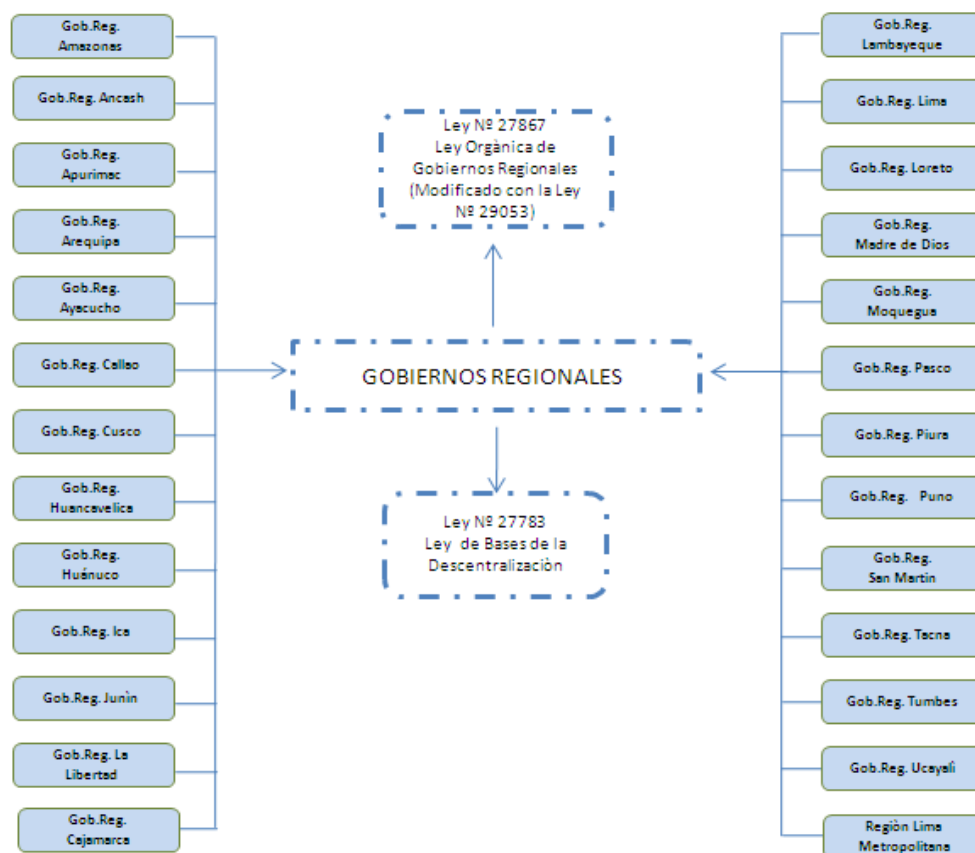 Gob.Reg.
Amazonas
Gob.Reg. Ancash
Gob.Reg.
Apurimac
Gob.Reg.
Arequipa
Gob.Reg.
Ayacucho
Gob.Reg. Callao
Gob.Reg. Cusco
Gob.Reg.
Huancavelica
Gob.Reg.
Huánuco
Gob.Reg. Ica
Gob.Reg. Junìn
Gob.Reg. La
Libertad
Gob.Reg.
Cajamarca
Ley Nº 27867
Ley Orgànica de
Gobiernos Regionales
(Modificado con la Ley
Nº 29053)
GOBIERNOS REGIONALES
Ley Nº 27783
Ley de Bases de la
Descentralizaciòn
Gob.Reg.
Lambayeque
Gob.Reg. Lima
Gob.Reg. Loreto
Gob.Reg.
Madre de Dios
Gob.Reg.
Moquegua
Gob.Reg. Pasco
Gob.Reg. Piura
Gob.Reg. Puno
Gob.Reg.
San Martin
Gob.Reg. Tacna
Gob.Reg. Tumbes
Gob.Reg. Ucayali
Regiòn Lima
Metropolitana